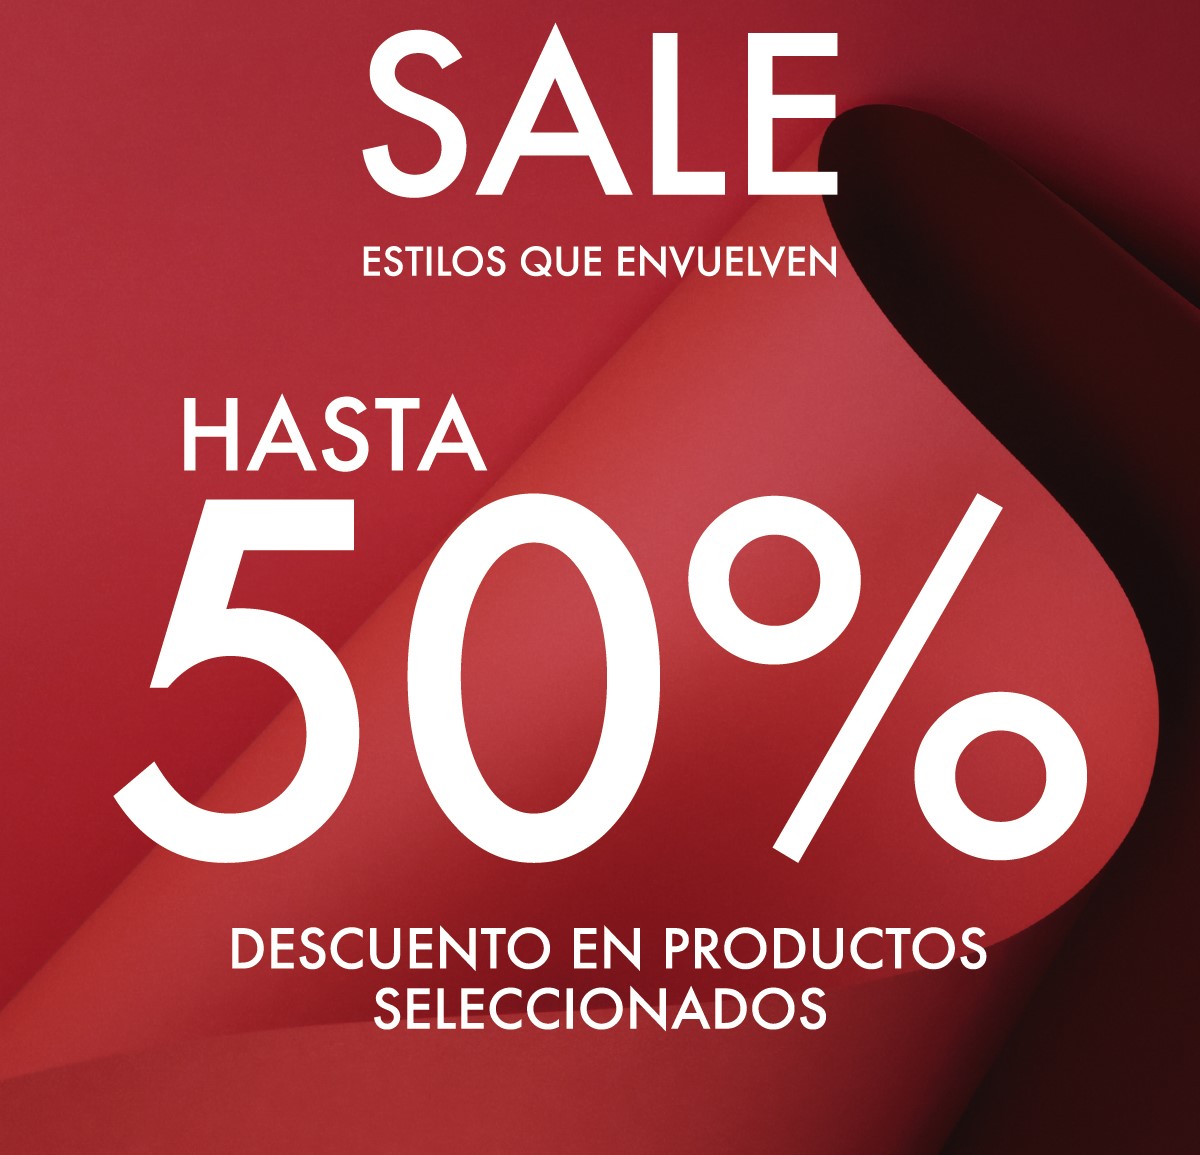 SALE
ESTILOS QUE ENVUELVEN
HASTA
50%
DESCUENTO EN PRODUCTOS
SELECCIONADOS